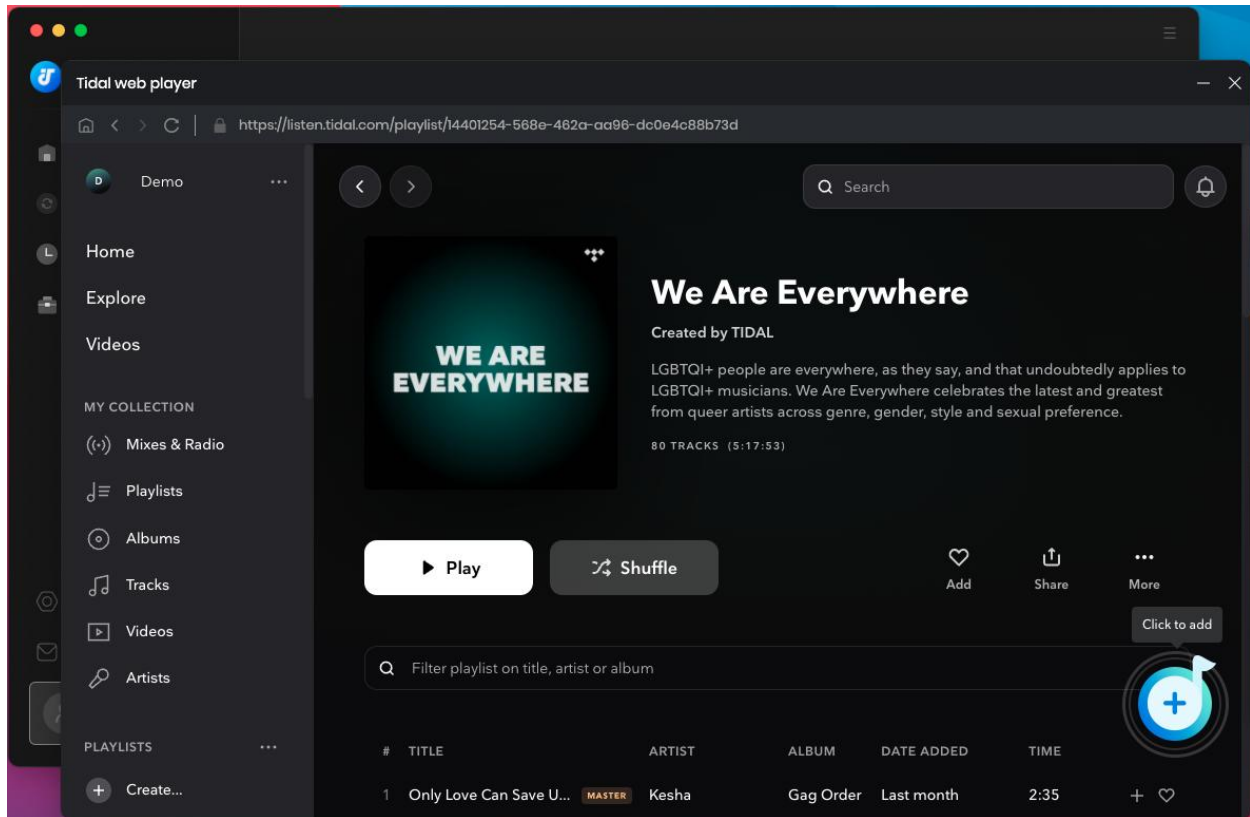 Tidal web player
https://listen.tidal.com/playlist/14401254-568e-462a-aa96-dc0e4c88b73d
D Demo
Search
Home
Explore
Videos
MY COLLECTION
Mixes & Radio
Playlists
Albums
Tracks
Videos
Artists
PLAYLISTS
Create...
WE ARE
EVERYWHERE
We Are Everywhere
Created by TIDAL
LGBTQI+ people are everywhere, as they say, and that undoubtedly applies to
LGBTQI+ musicians. We Are Everywhere celebrates the latest and greatest
from queer artists across genre, gender, style and sexual preference.
80 TRACKS (5:17:53)
Play
Shuffle
Add
Share
More
Click to add
Filter playlist on title, artist or album
# TITLE ARTIST ALBUM DATE ADDED TIME
1 Only Love Can Save U... MASTER Kesha Gag Order Last month 2:35